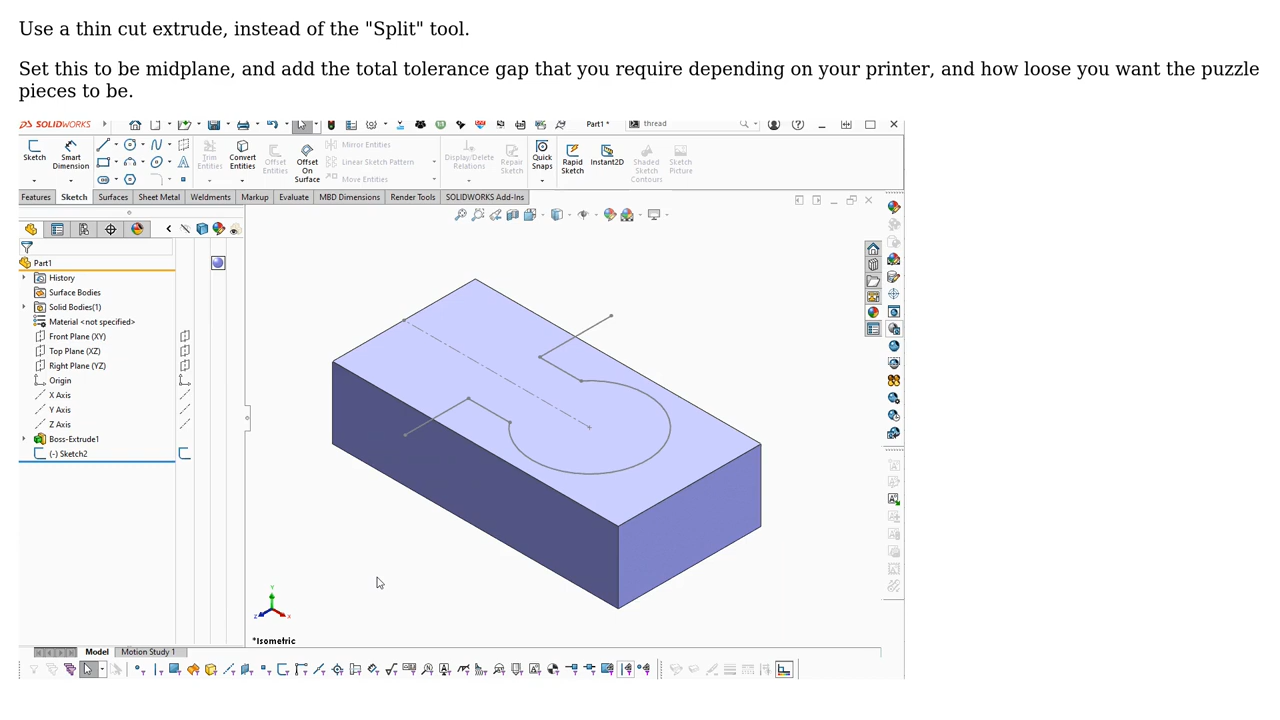 Use a thin cut extrude, instead of the "Split" tool.
Set this to be midplane, and add the total tolerance gap that you require depending on your printer, and how loose you want the puzzle
pieces to be.
SOLIDWORKS
Part1 *
thread
Sketch
Smart
Dimension
Trim
Entities
Convert
Entities
Offset
Entities
Offset
On
Surface
Mirror Entities
Linear Sketch Pattern
Move Entities
Display/Delete
Relations
Repair
Sketch
Quick
Snaps
Rapid
Sketch
Instant2D
Shaded
Sketch
Contours
Sketch
Picture
Features Sketch Surfaces Sheet Metal Weldments Markup Evaluate MBD Dimensions Render Tools SOLIDWORKS Add-Ins
Part1
History
Surface Bodies
Solid Bodies(1)
Material <not specified>
Front Plane (XY)
Top Plane (XZ)
Right Plane (YZ)
Origin
X Axis
Y Axis
Z Axis
Boss-Extrude1
(-) Sketch2
Y
Z
X
*Isometric
Model Motion Study 1